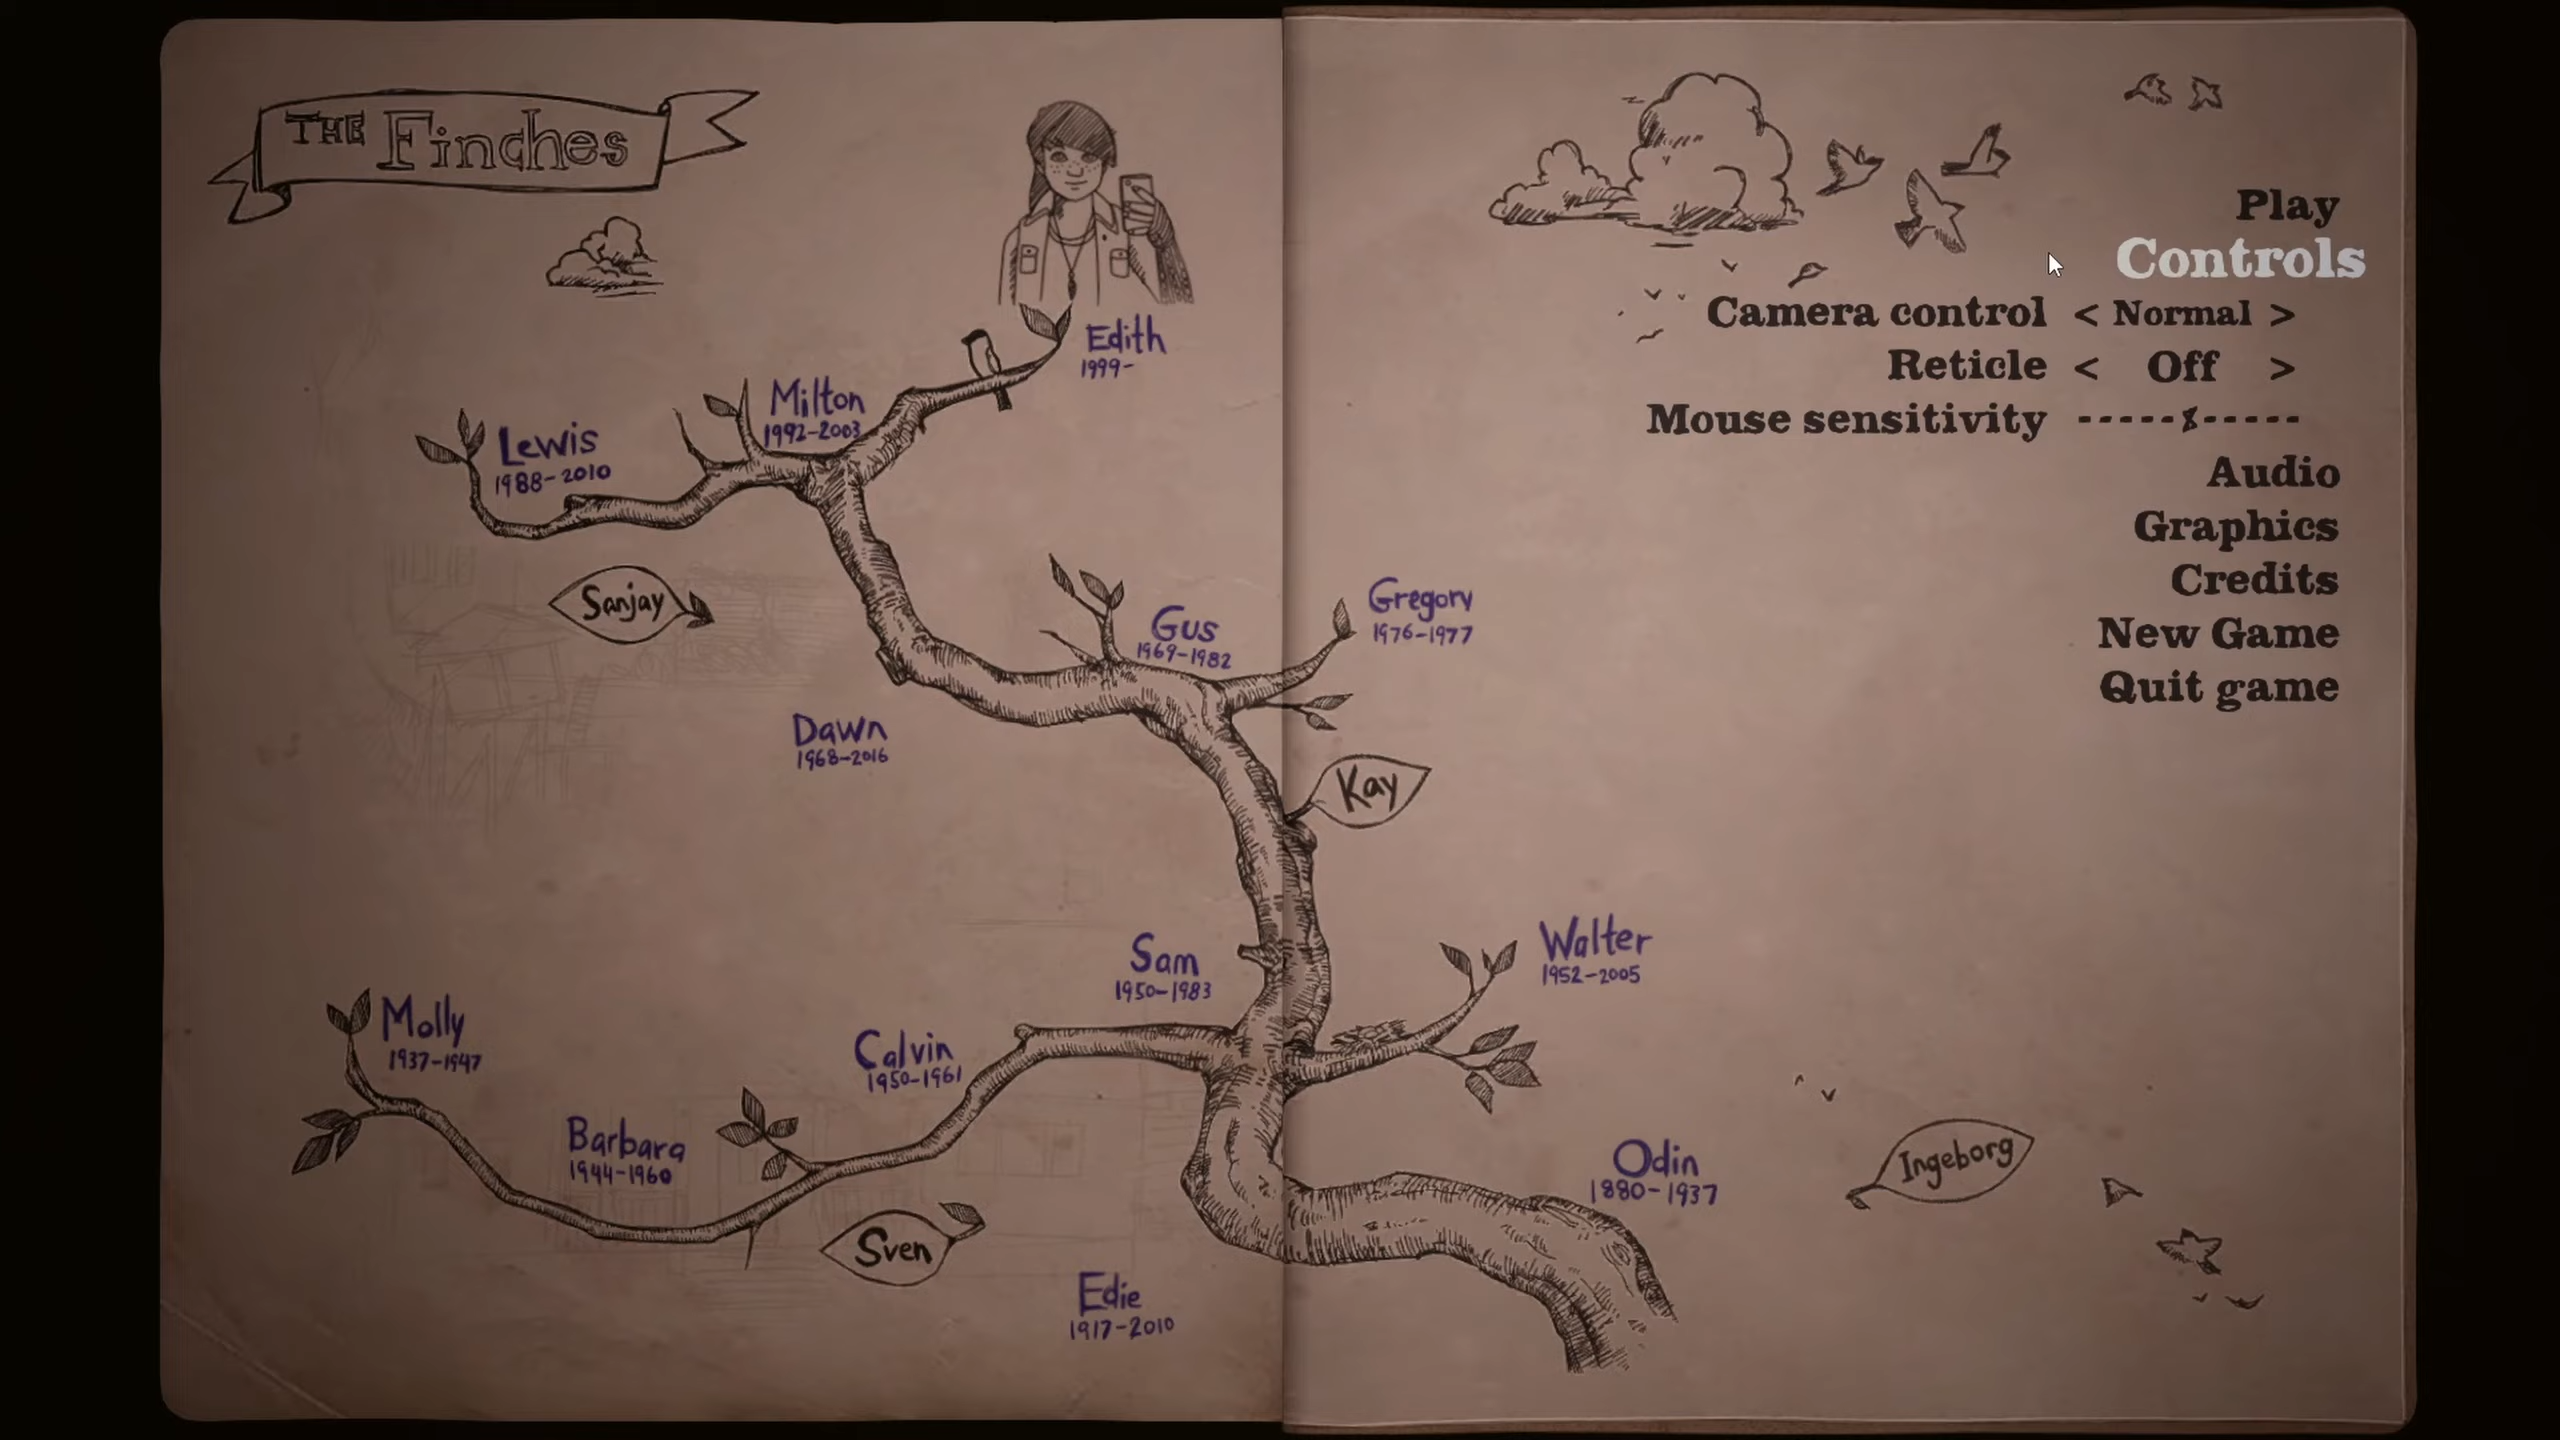 THE Finches
Edith
1999-
Milton
1992-2003
Lewis
1988-2010
Sanjay
Gus
1969-1982
Gregory
1976-1977
Dawn
1968-2016
Kay
Sam
1950-1983
Walter
1952-2005
Molly
1937-1947
Calvin
1950-1961
Barbara
1944-1960
Sven
Odin
1880-1937
Ingeborg
Edie
1917-2010
Play
Controls
Camera control < Normal >
Reticle < Off >
Mouse sensitivity
Audio
Graphics
Credits
New Game
Quit game